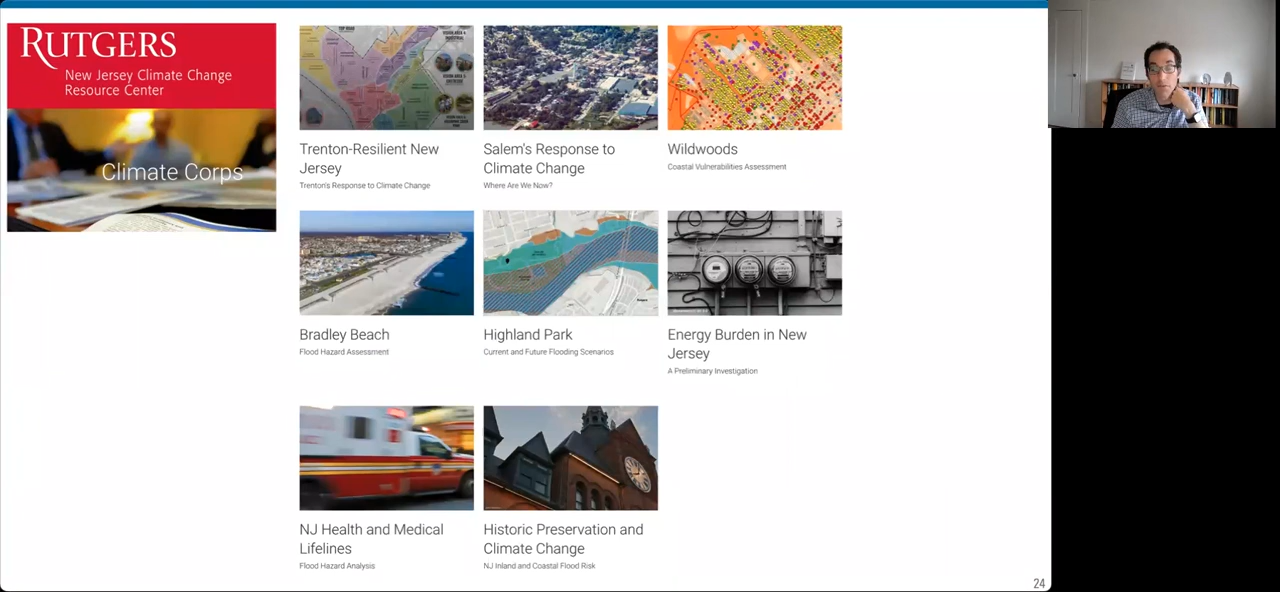 RUTGERS
New Jersey Climate Change
Resource Center
Climate Corps
Trenton-Resilient New
Jersey
Trenton's Response to Climate Change
Salem's Response to
Climate Change
Where Are We Now?
Wildwoods
Coastal Vulnerabilities Assessment
Bradley Beach
Flood Hazard Assessment
Highland Park
Current and Future Flooding Scenarios
Energy Burden in New
Jersey
A Preliminary Investigation
NJ Health and Medical
Lifelines
Flood Hazard Analysis
Historic Preservation and
Climate Change
NJ Inland and Coastal Flood Risk
24